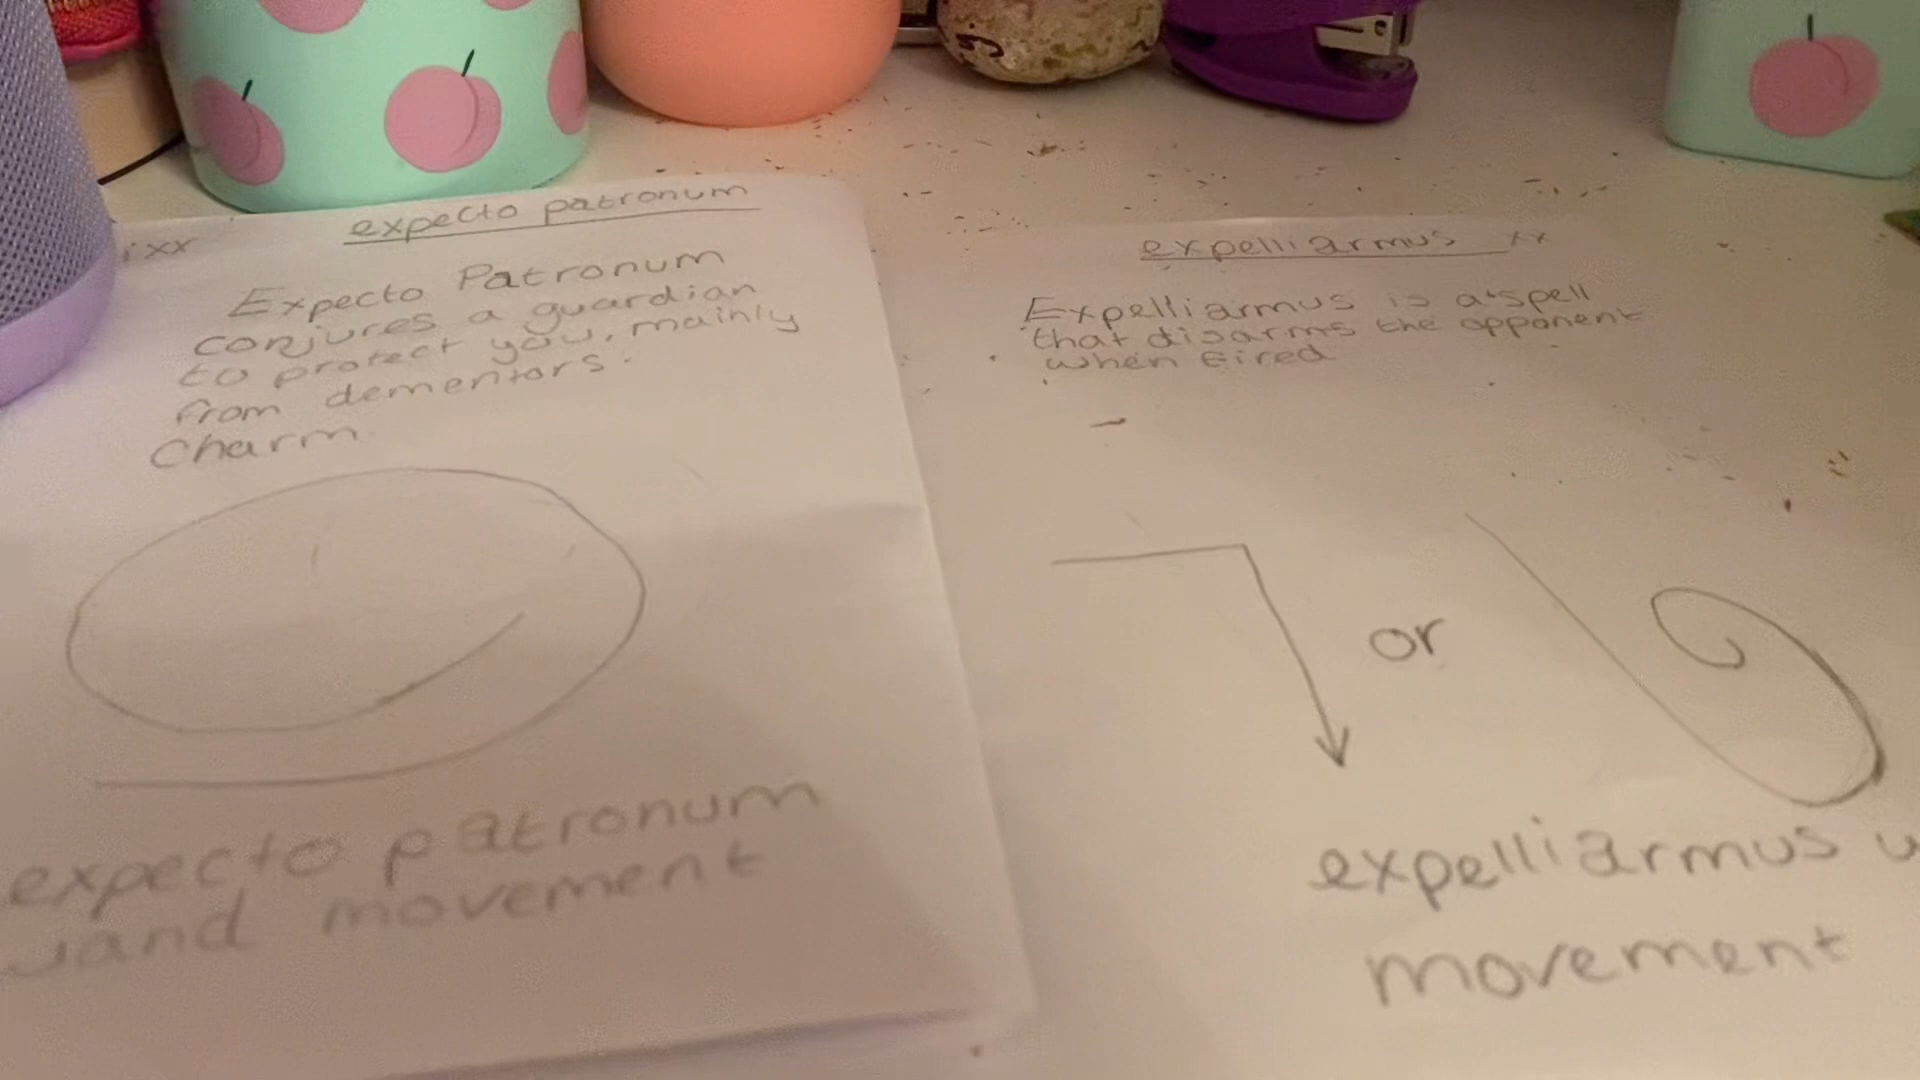 ixx
expecto patronum
Expecto Patronum
conjures a guardian
to protect you, mainly
from dementors.
Charm.
expecto patronum
wand movement
expelliarmus xx
Expelliarmus is a spell
that disarms the opponent
when fired
or
expelliarmus w
movement